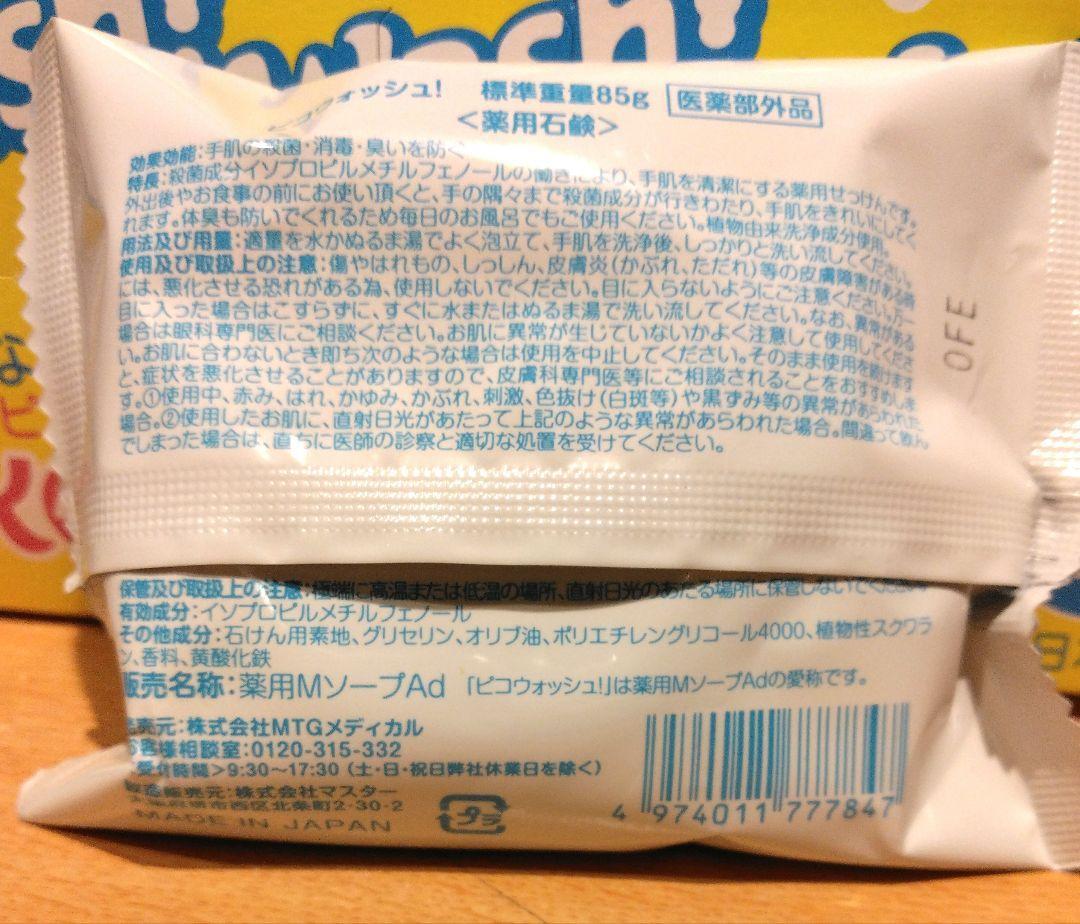 ピコウォッシュ! 標準重量85g 医薬部外品
<薬用石鹸>
効果効能:手肌の殺菌・消毒・臭いを防ぐ
特長:殺菌成分イソプロピルメチルフェノールの働きにより、手肌を清潔にする薬用せっけんです。
外出後やお食事の前にお使い頂くと、手の隅々まで殺菌成分が行きわたり、手肌をきれいにしてく
れます。体臭も防いでくれるため毎日のお風呂でもご使用ください。植物由来洗浄成分使用。
用法及び用量:適量を水かぬるま湯でよく泡立て、手肌を洗浄後、しっかりと洗い流してください。
使用及び取扱上の注意:傷やはれもの、しっしん、皮膚炎(かぶれ、ただれ)等の皮膚障害がある
には、悪化させる恐れがある為、使用しないでください。目に入らないようにご注意ください。万一
目に入った場合はこすらずに、すぐに水またはぬるま湯で洗い流してください。なお、異常がある
場合は眼科専門医にご相談ください。お肌に異常が生じていないかよく注意して使用してくださ
い。お肌に合わないとき即ち次のような場合は使用を中止してください。そのまま使用を続けます
と、症状を悪化させることがありますので、皮膚科専門医等にご相談されることをおすすめしま
す。①使用中、赤み、はれ、かゆみ、かぶれ、刺激、色抜け(白斑等)や黒ずみ等の異常があらわれた
場合。②使用したお肌に、直射日光があたって上記のような異常があらわれた場合。間違って飲ん
でしまった場合は、直ちに医師の診察と適切な処置を受けてください。
OFE
保管及び取扱上の注意:極端に高温または低温の場所、直射日光のあたる場所に保管しないでください
有効成分:イソプロピルメチルフェノール
その他成分:石けん用素地、グリセリン、オリブ油、ポリエチレングリコール4000、植物性スクワラ
ン、香料、黄酸化鉄
販売名称:薬用MソープAd 「ピコウォッシュ!」は薬用MソープAdの愛称です。
発売元:株式会社MTGメディカル
お客様相談室:0120-315-332
受付時間>9:30~17:30(土・日・祝日弊社休業日を除く)
製造販売元:株式会社マスター
大阪府堺市西区北条町2-30-2
MADE IN JAPAN
プラ
4 974011 777847